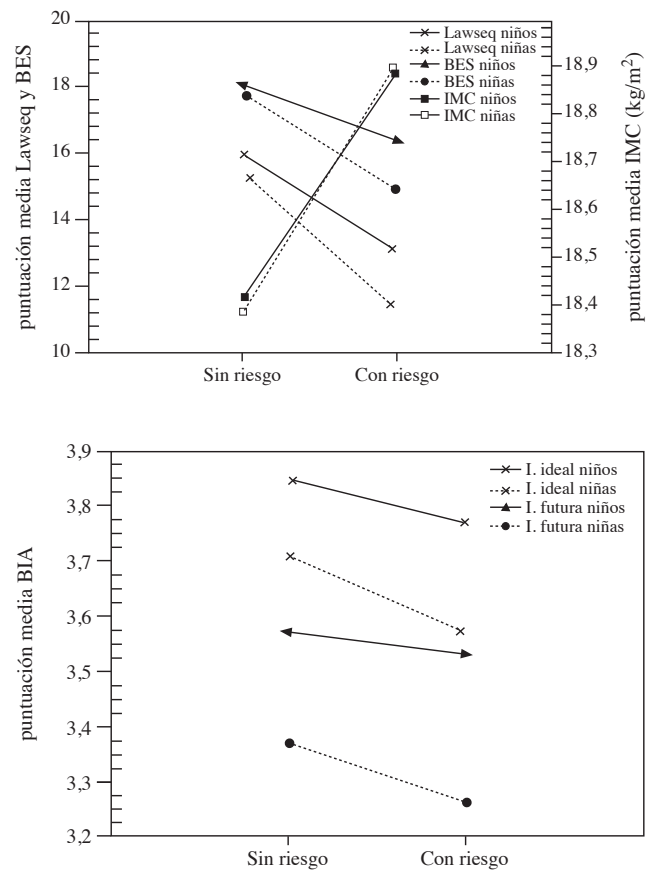 puntuación media Lawseq y BES
20
18
16
14
12
10
Lawseq niños
Lawseq niñas
BES niños
BES niñas
IMC niños
IMC niñas
18,9
18,8
18,7
18,6
18,5
18,4
18,3
puntuación media IMC (kg/m²)
Sin riesgo
Con riesgo
puntuación media BIA
3,9
3,8
3,7
3,6
3,5
3,4
3,3
3,2
I. ideal niños
I. ideal niñas
I. futura niños
I. futura niñas
Sin riesgo
Con riesgo